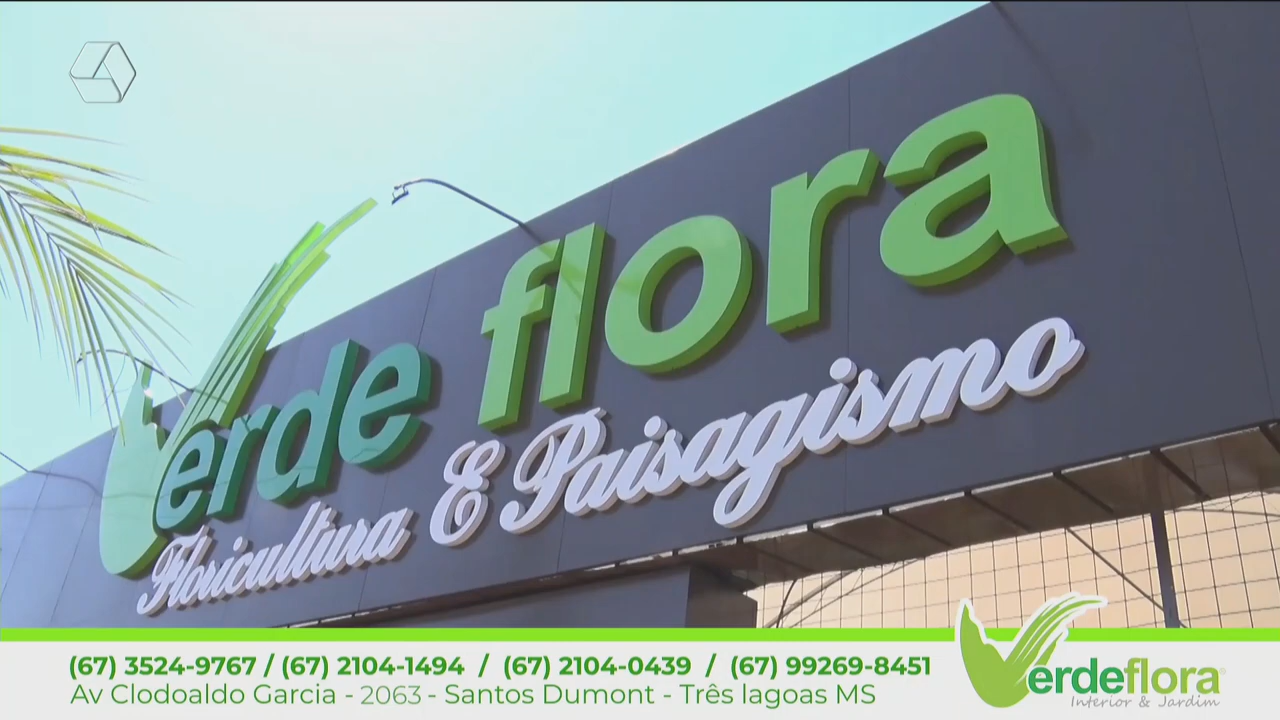 Verde flora
Floricultura E Paisagismo
(67) 3524-9767 / (67) 2104-1494 / (67) 2104-0439 / (67) 99269-8451
Av Clodoaldo Garcia - 2063 - Santos Dumont - Três lagoas MS
Verdeflora®
Interior & Jardim